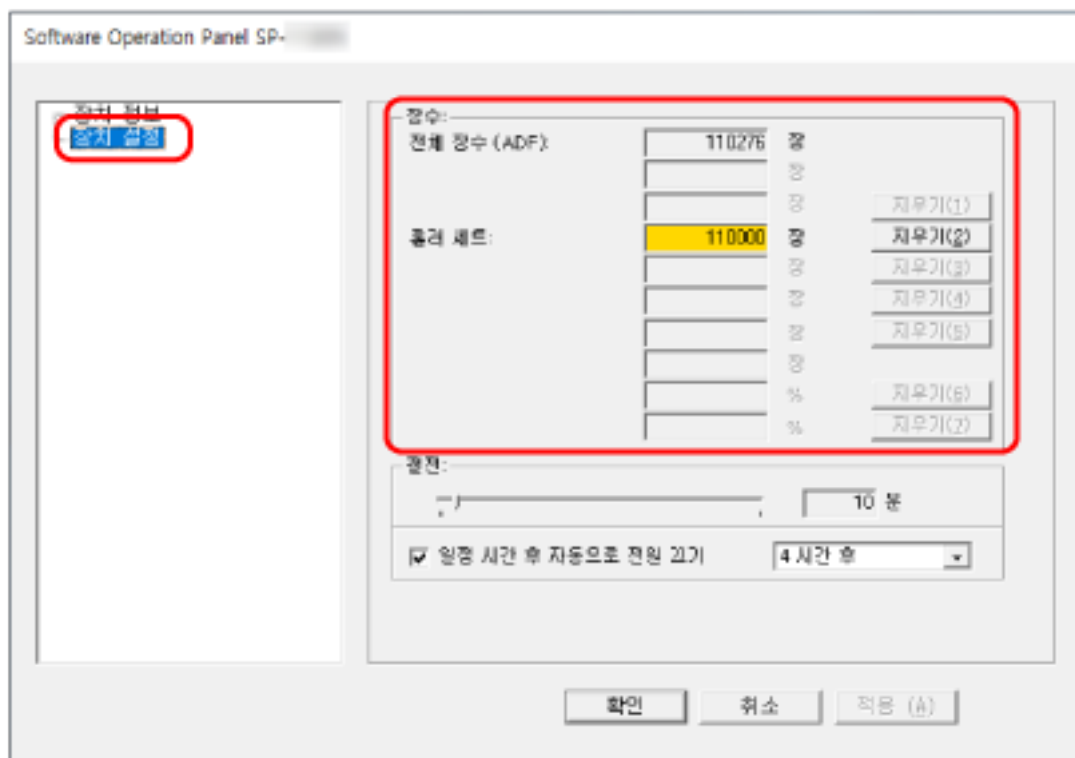 Software Operation Panel SP-
장치 정보
장치 설정
장수:
전체 장수 (ADF): 110276 장
장
장 지우기(1)
롤러 세트: 110000 장 지우기(2)
장 지우기(3)
장 지우기(4)
장 지우기(5)
장
% 지우기(6)
% 지우기(7)
절전:
10 분
일정 시간 후 자동으로 전원 끄기 4 시간 후
확인 취소 적용 (A)